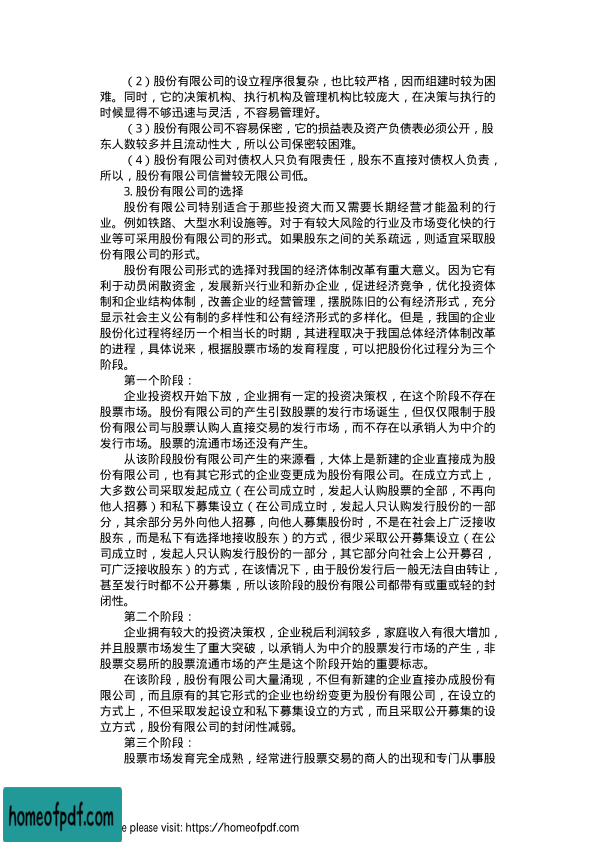 （2）股份有限公司的设立程序很复杂，也比较严格，因而组建时较为困
难。同时，它的决策机构、执行机构及管理机构比较庞大，在决策与执行的
时候显得不够迅速与灵活，不容易管理好。
（3）股份有限公司不容易保密，它的损益表及资产负债表必须公开，股
东人数较多并且流动性大，所以公司保密较困难。
（4）股份有限公司对债权人只负有限责任，股东不直接对债权人负责，
所以，股份有限公司信誉较无限公司低。
3. 股份有限公司的选择
股份有限公司特别适合于那些投资大而又需要长期经营才能盈利的行
业。例如铁路、大型水利设施等。对于有较大风险的行业及市场变化快的行
业等可采用股份有限公司的形式。如果股东之间的关系疏远，则适宜采取股
份有限公司的形式。
股份有限公司形式的选择对我国的经济体制改革有重大意义。因为它有
利于动员闲散资金，发展新兴行业和新办企业，促进经济竞争，优化投资体
制和企业结构体制，改善企业的经营管理，摆脱陈旧的公有经济形式，充分
显示社会主义公有制的多样性和公有经济形式的多样化。但是，我国的企业
股份化过程将经历一个相当长的时期，其进程取决于我国总体经济体制改革
的进程，具体说来，根据股票市场的发育程度，可以把股份化过程分为三个
阶段。
第一个阶段：
企业投资权开始下放，企业拥有一定的投资决策权，在这个阶段不存在
股票市场。股份有限公司的产生引致股票的发行市场诞生，但仅仅限制于股
份有限公司与股票认购人直接交易的发行市场，而不存在以承销人为中介的
发行市场。股票的流通市场还没有产生。
从该阶段股份有限公司产生的来源看，大体上是新建的企业直接成为股
份有限公司，也有其它形式的企业变更成为股份有限公司。在成立方式上，
大多数公司采取发起成立（在公司成立时，发起人认购股票的全部，不再向
他人招募）和私下募集设立（在公司成立时，发起人只认购发行股份的一部
分，其余部分另外向他人招募，向他人募集股份时，不是在社会上广泛接收
股东，而是私下有选择地接收股东）的方式，很少采取公开募集设立（在公
司成立时，发起人只认购发行股份的一部分，其它部分向社会上公开募召，
可广泛接收股东）的方式，在该情况下，由于股份发行后一般无法自由转让，
甚至发行时都不公开募集，所以该阶段的股份有限公司都带有或重或轻的封
闭性。
第二个阶段：
企业拥有较大的投资决策权，企业税后利润较多，家庭收入有很大增加，
并且股票市场发生了重大突破，以承销人为中介的股票发行市场的产生，非
股票交易所的股票流通市场的产生是这个阶段开始的重要标志。
在该阶段，股份有限公司大量涌现，不但有新建的企业直接办成股份有
限公司，而且原有的其它形式的企业也纷纷变更为股份有限公司，在设立的
方式上，不但采取发起设立和私下募集设立的方式，而且采取公开募集的设
立方式，股份有限公司的封闭性减弱。
第三个阶段：
股票市场发育完全成熟，经常进行股票交易的商人的出现和专门从事股
homeofpdf.com
e please visit: https://homeofpdf.com